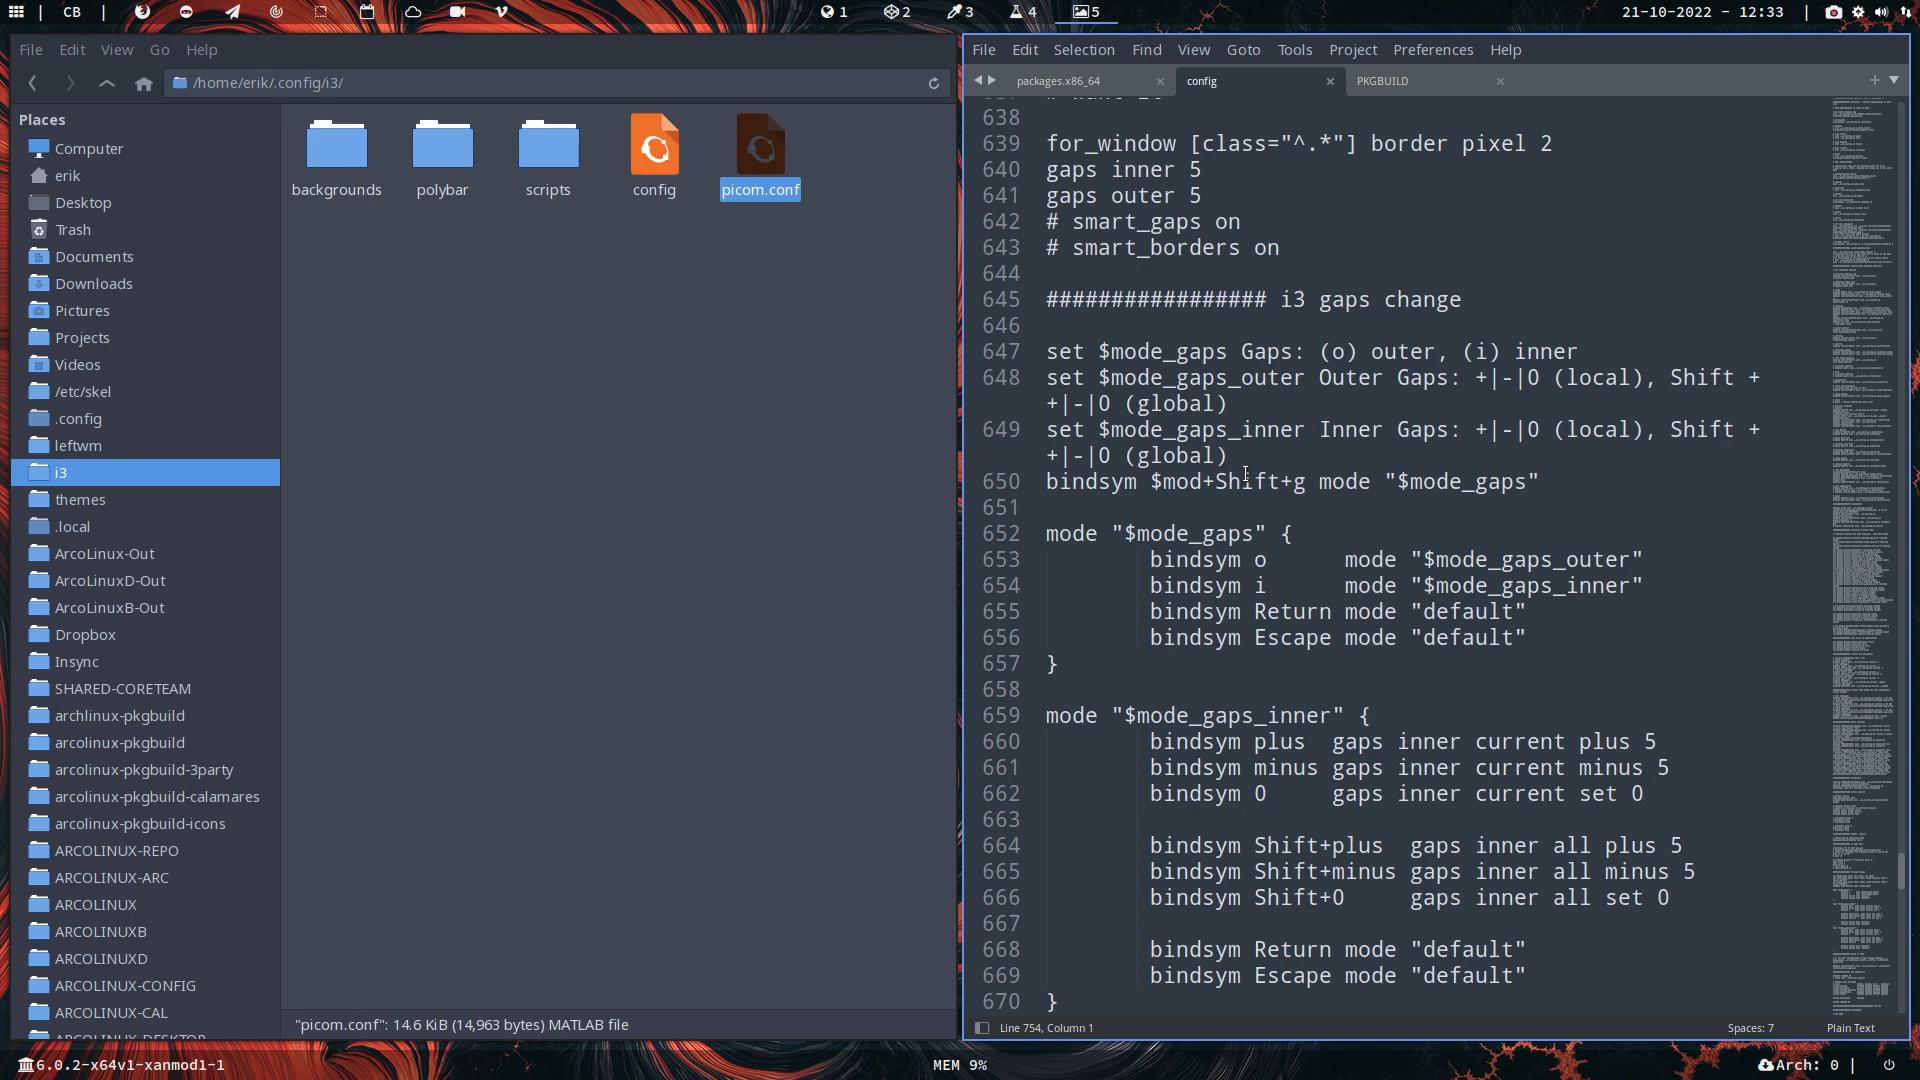 CB
1
2
3
4
5
21-10-2022 - 12:33
File Edit View Go Help
/home/erik/.config/i3/
Places
Computer
erik
Desktop
Trash
Documents
Downloads
Pictures
Projects
Videos
/etc/skel
.config
leftwm
i3
themes
.local
ArcoLinux-Out
ArcoLinuxD-Out
ArcoLinuxB-Out
Dropbox
Insync
SHARED-CORETEAM
archlinux-pkgbuild
arcolinux-pkgbuild
arcolinux-pkgbuild-3party
arcolinux-pkgbuild-calamares
arcolinux-pkgbuild-icons
ARCOLINUX-REPO
ARCOLINUX-ARC
ARCOLINUX
ARCOLINUXB
ARCOLINUXD
ARCOLINUX-CONFIG
ARCOLINUX-CAL
ARCOLINUX-DESKTOP
backgrounds
polybar
scripts
config
picom.conf
"picom.conf": 14.6 KiB (14,963 bytes) MATLAB file
File Edit Selection Find View Goto Tools Project Preferences Help
packages.x86_64
config
PKGBUILD
638
639 for_window [class="^.*"] border pixel 2
640 gaps inner 5
641 gaps outer 5
642 # smart_gaps on
643 # smart_borders on
644
645 ################# i3 gaps change
646
647 set $mode_gaps Gaps: (o) outer, (i) inner
648 set $mode_gaps_outer Outer Gaps: +|-|0 (local), Shift +
+|-|0 (global)
649 set $mode_gaps_inner Inner Gaps: +|-|0 (local), Shift +
+|-|0 (global)
650 bindsym $mod+Shift+g mode "$mode_gaps"
651
652 mode "$mode_gaps" {
653 bindsym o      mode "$mode_gaps_outer"
654 bindsym i      mode "$mode_gaps_inner"
655 bindsym Return mode "default"
656 bindsym Escape mode "default"
657 }
658
659 mode "$mode_gaps_inner" {
660 bindsym plus  gaps inner current plus 5
661 bindsym minus gaps inner current minus 5
662 bindsym 0     gaps inner current set 0
663
664 bindsym Shift+plus  gaps inner all plus 5
665 bindsym Shift+minus gaps inner all minus 5
666 bindsym Shift+0     gaps inner all set 0
667
668 bindsym Return mode "default"
669 bindsym Escape mode "default"
670 }
Line 754, Column 1
Spaces: 7
Plain Text
6.0.2-x64v1-xanmod1-1
MEM 9%
Arch: 0